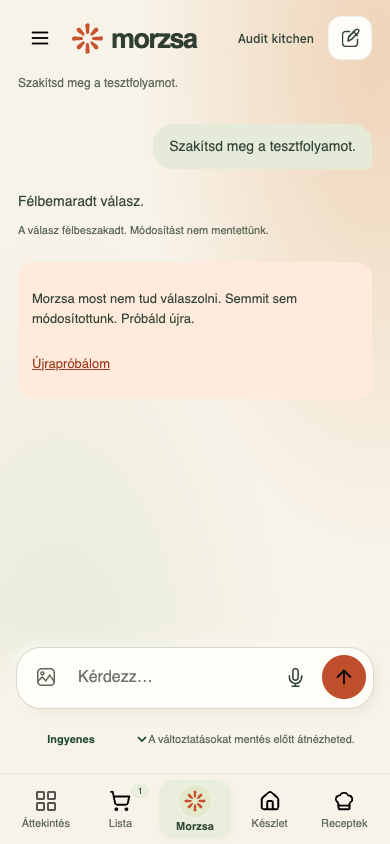 morzsa
Audit kitchen
Szakítsd meg a tesztfolyamot.
Szakítsd meg a tesztfolyamot.
Félbemaradt válasz.
A válasz félbeszakadt. Módosítást nem mentettünk.
Morzsa most nem tud válaszolni. Semmit sem
módosítottunk. Próbáld újra.
Újrapróbálom
Kérdezz…
Ingyenes
A változtatásokat mentés előtt átnézheted.
1
Áttekintés
Lista
Morzsa
Készlet
Receptek